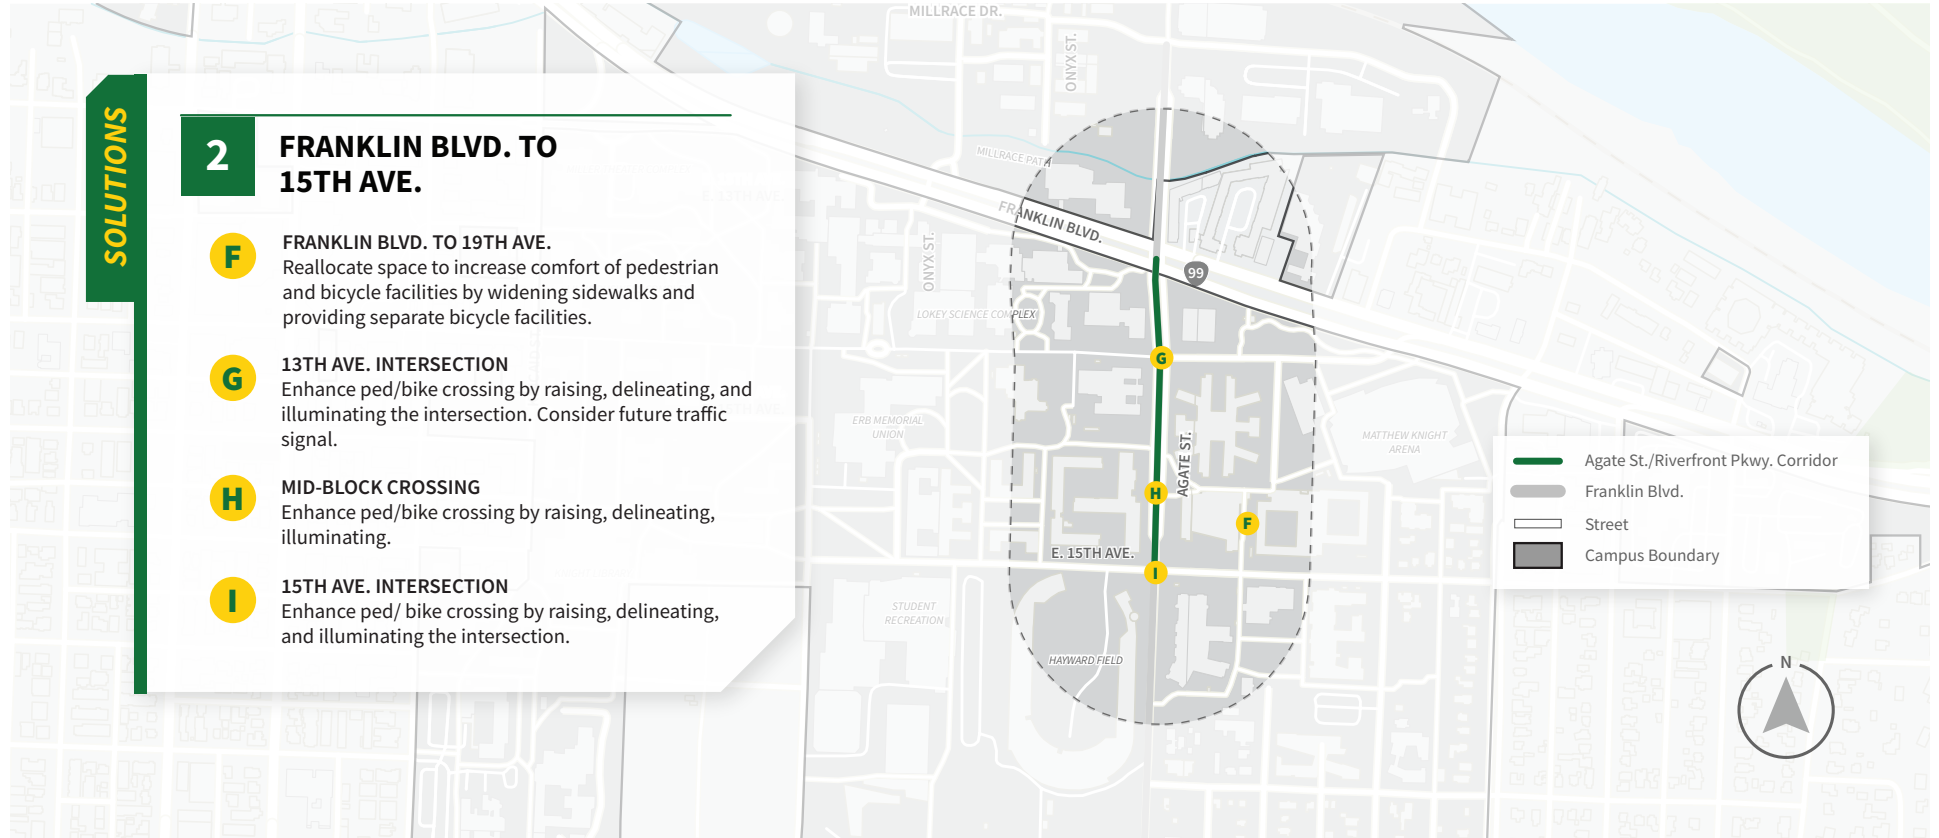 SOLUTIONS
2
FRANKLIN BLVD. TO
15TH AVE.
F
FRANKLIN BLVD. TO 19TH AVE.
Reallocate space to increase comfort of pedestrian
and bicycle facilities by widening sidewalks and
providing separate bicycle facilities.
G
13TH AVE. INTERSECTION
Enhance ped/bike crossing by raising, delineating, and
illuminating the intersection. Consider future traffic
signal.
H
MID-BLOCK CROSSING
Enhance ped/bike crossing by raising, delineating,
illuminating.
I
15TH AVE. INTERSECTION
Enhance ped/ bike crossing by raising, delineating,
and illuminating the intersection.
MILLRACE DR.
ONYX ST.
MILLRACE PATH
FRANKLIN BLVD.
99
ONYX ST.
LOKEY SCIENCE COMPLEX
G
ERB MEMORIAL
UNION
MATTHEW KNIGHT
ARENA
AGATE ST.
H
F
E. 15TH AVE.
I
STUDENT
RECREATION
HAYWARD FIELD
Agate St./Riverfront Pkwy. Corridor
Franklin Blvd.
Street
Campus Boundary
N